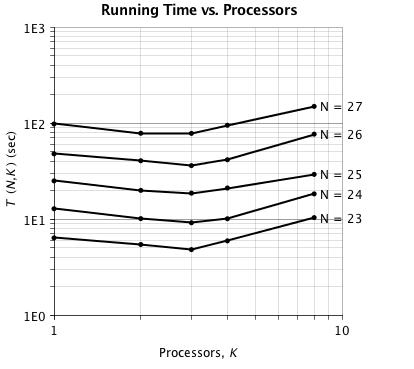 Running Time vs. Processors
1E3
1E2
1E1
1E0
T (N,K) (sec)
N = 27
N = 26
N = 25
N = 24
N = 23
1
10
Processors, K